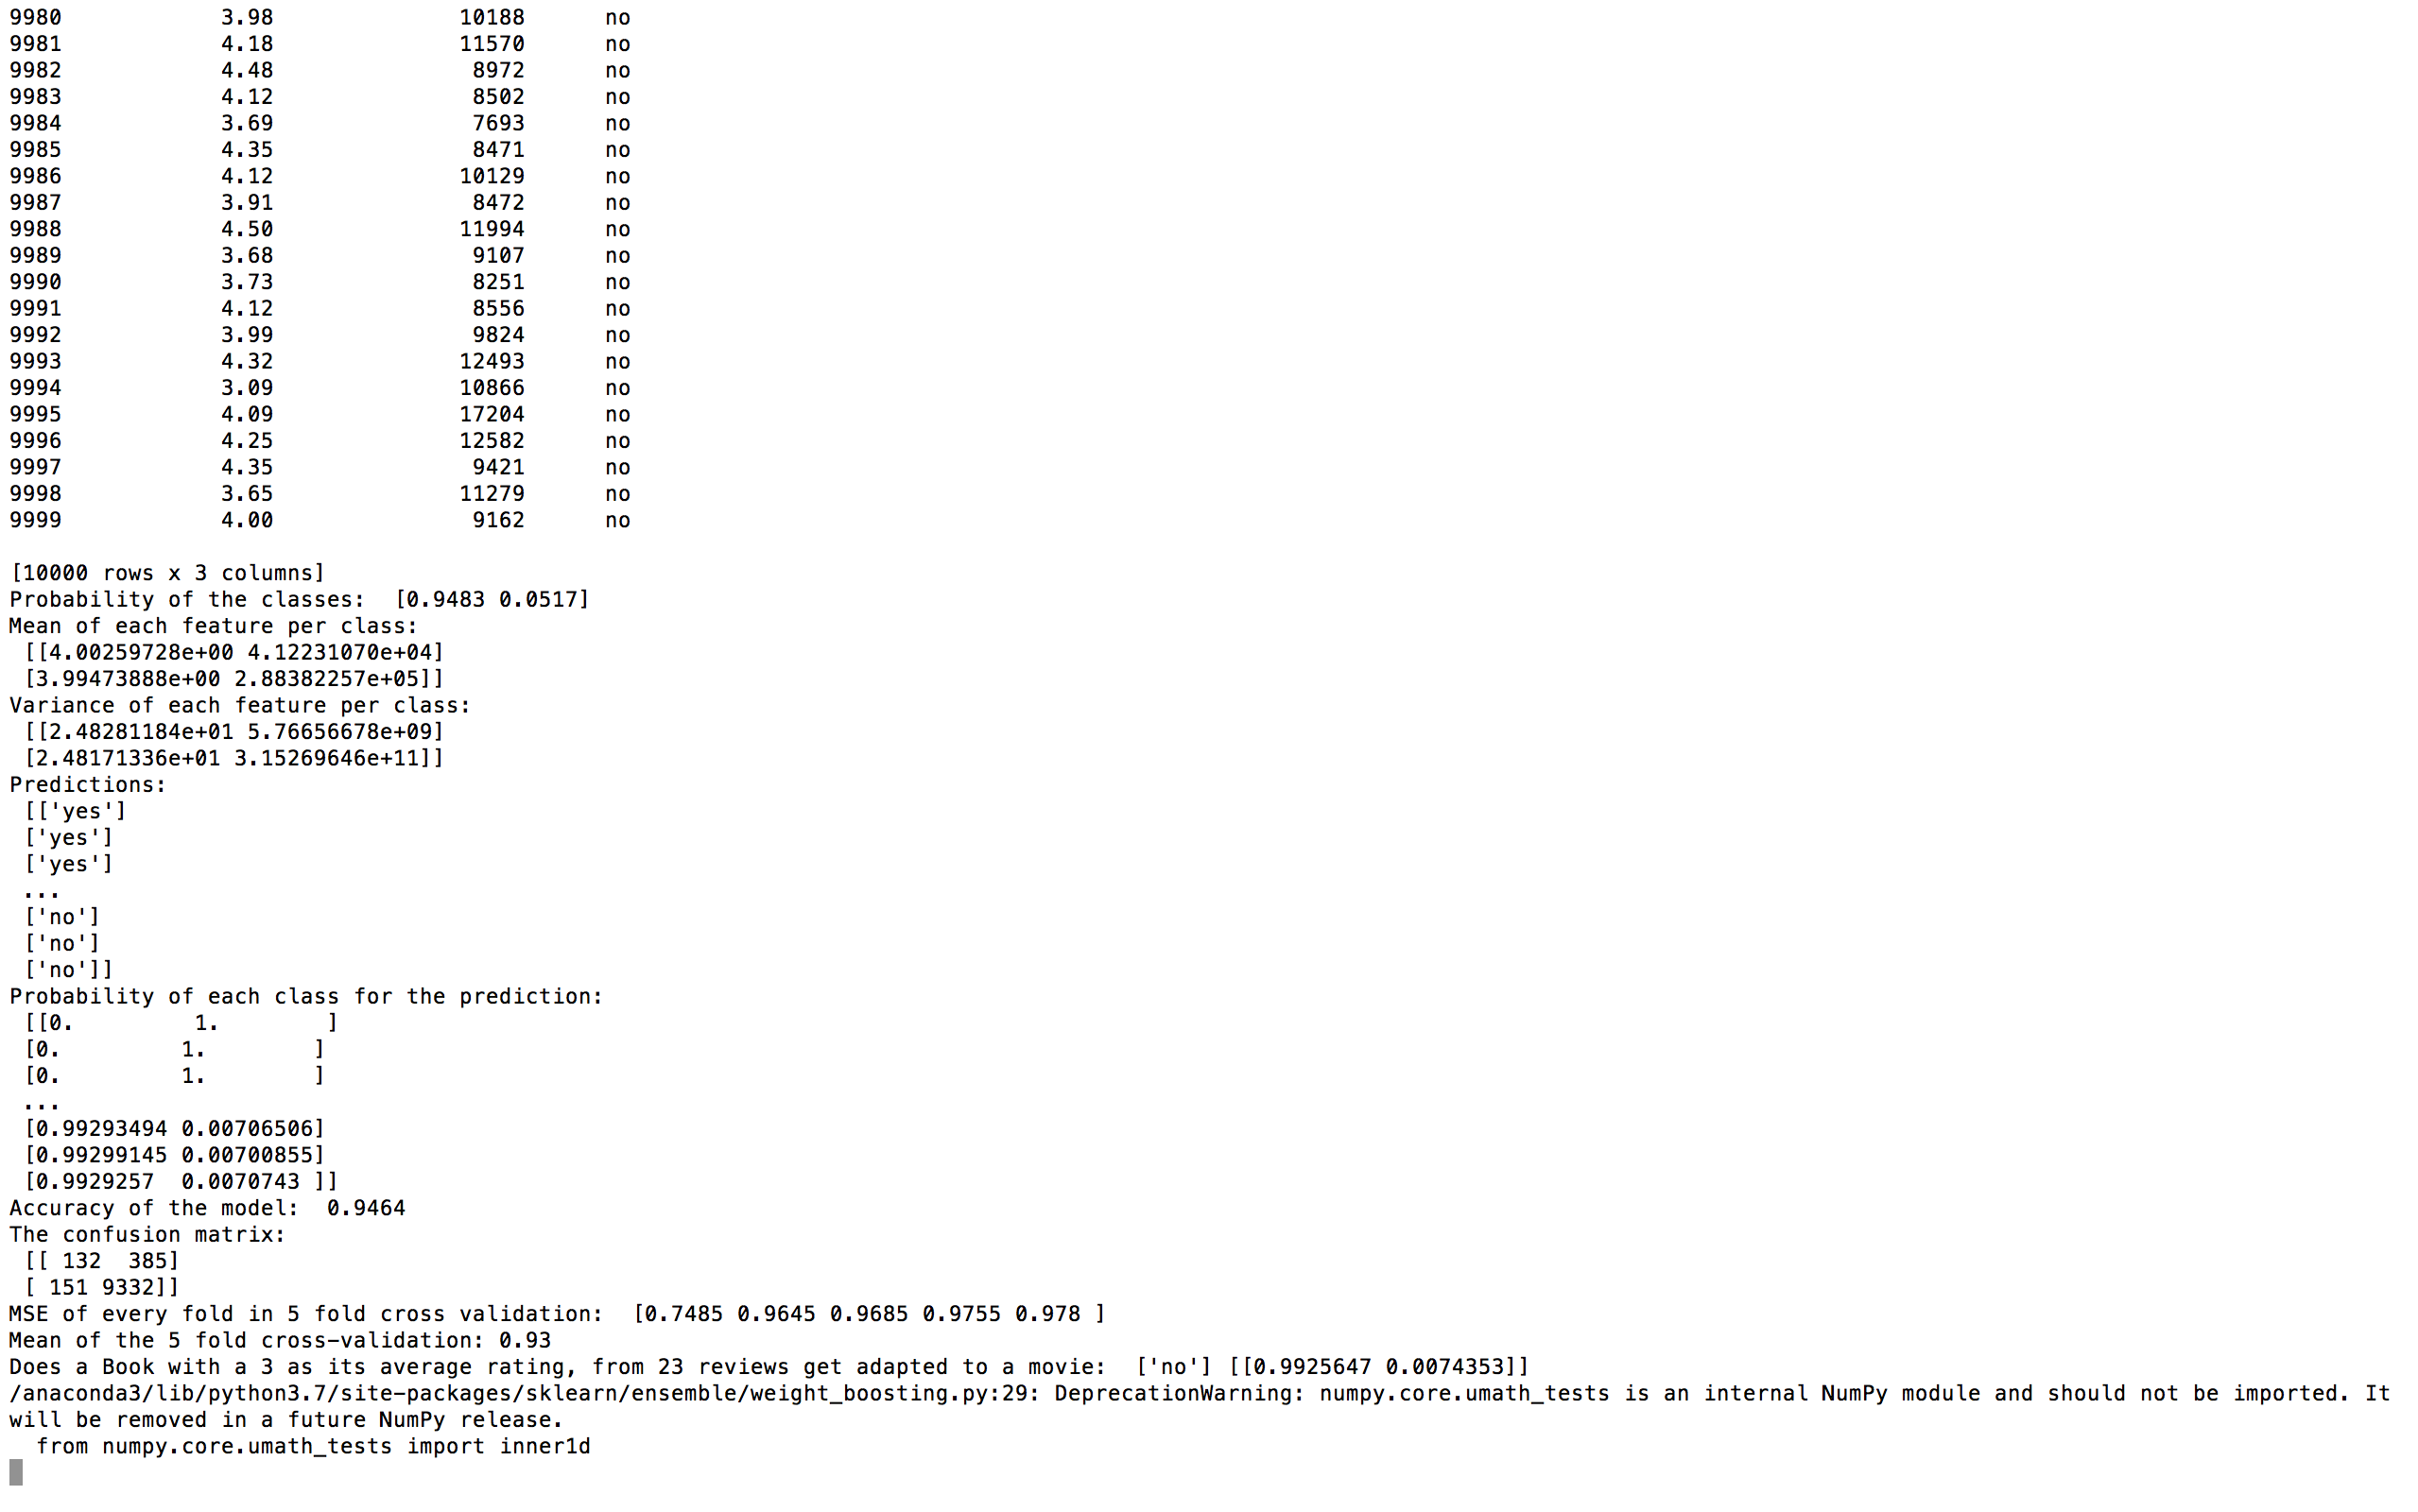 9980 3.98 10188 no
9981 4.18 11570 no
9982 4.48 8972 no
9983 4.12 8502 no
9984 3.69 7693 no
9985 4.35 8471 no
9986 4.12 10129 no
9987 3.91 8472 no
9988 4.50 11994 no
9989 3.68 9107 no
9990 3.73 8251 no
9991 4.12 8556 no
9992 3.99 9824 no
9993 4.32 12493 no
9994 3.09 10866 no
9995 4.09 17204 no
9996 4.25 12582 no
9997 4.35 9421 no
9998 3.65 11279 no
9999 4.00 9162 no
[10000 rows x 3 columns]
Probability of the classes:  [0.9483 0.0517]
Mean of each feature per class:
[[4.00259728e+00 4.12231070e+04]
[3.99473888e+00 2.88382257e+05]]
Variance of each feature per class:
[[2.48281184e+01 5.76656678e+09]
[2.48171336e+01 3.15269646e+11]]
Predictions:
[['yes']
['yes']
['yes']
...
['no']
['no']
['no']]
Probability of each class for the prediction:
[[0. 1. ]
[0. 1. ]
[0. 1. ]
...
[0.99293494 0.00706506]
[0.99299145 0.00700855]
[0.9929257  0.0070743 ]]
Accuracy of the model:  0.9464
The confusion matrix:
[[ 132  385]
[ 151 9332]]
MSE of every fold in 5 fold cross validation:  [0.7485 0.9645 0.9685 0.9755 0.978 ]
Mean of the 5 fold cross-validation: 0.93
Does a Book with a 3 as its average rating, from 23 reviews get adapted to a movie:  ['no'] [[0.9925647 0.0074353]]
/anaconda3/lib/python3.7/site-packages/sklearn/ensemble/weight_boosting.py:29: DeprecationWarning: numpy.core.umath_tests is an internal NumPy module and should not be imported. It
will be removed in a future NumPy release.
from numpy.core.umath_tests import inner1d